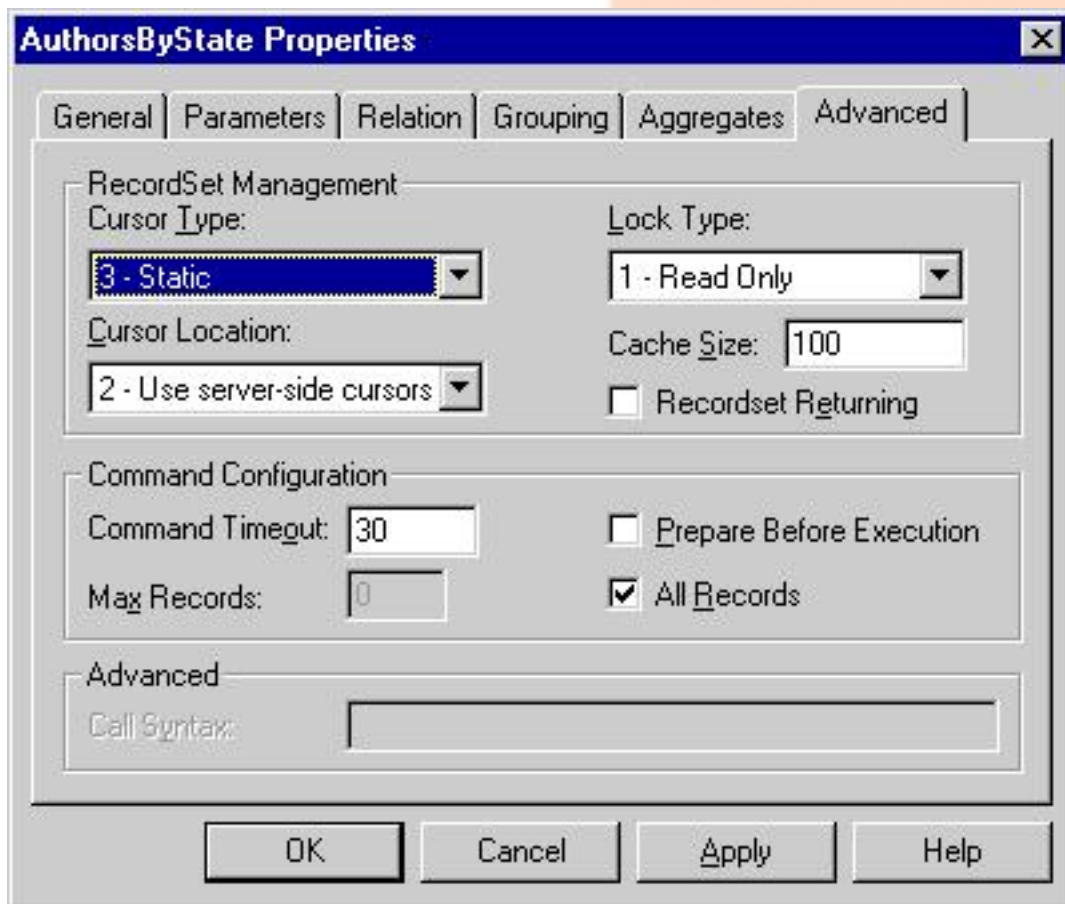 AuthorsByState Properties
General Parameters Relation Grouping Aggregates Advanced
RecordSet Management
Cursor Type:
Lock Type:
3 - Static
1 - Read Only
Cursor Location:
Cache Size: 100
2 - Use server-side cursors
Recordset Returning
Command Configuration
Command Timeout: 30
Prepare Before Execution
Max Records: 0
All Records
Advanced
Call Syntax:
OK Cancel Apply Help